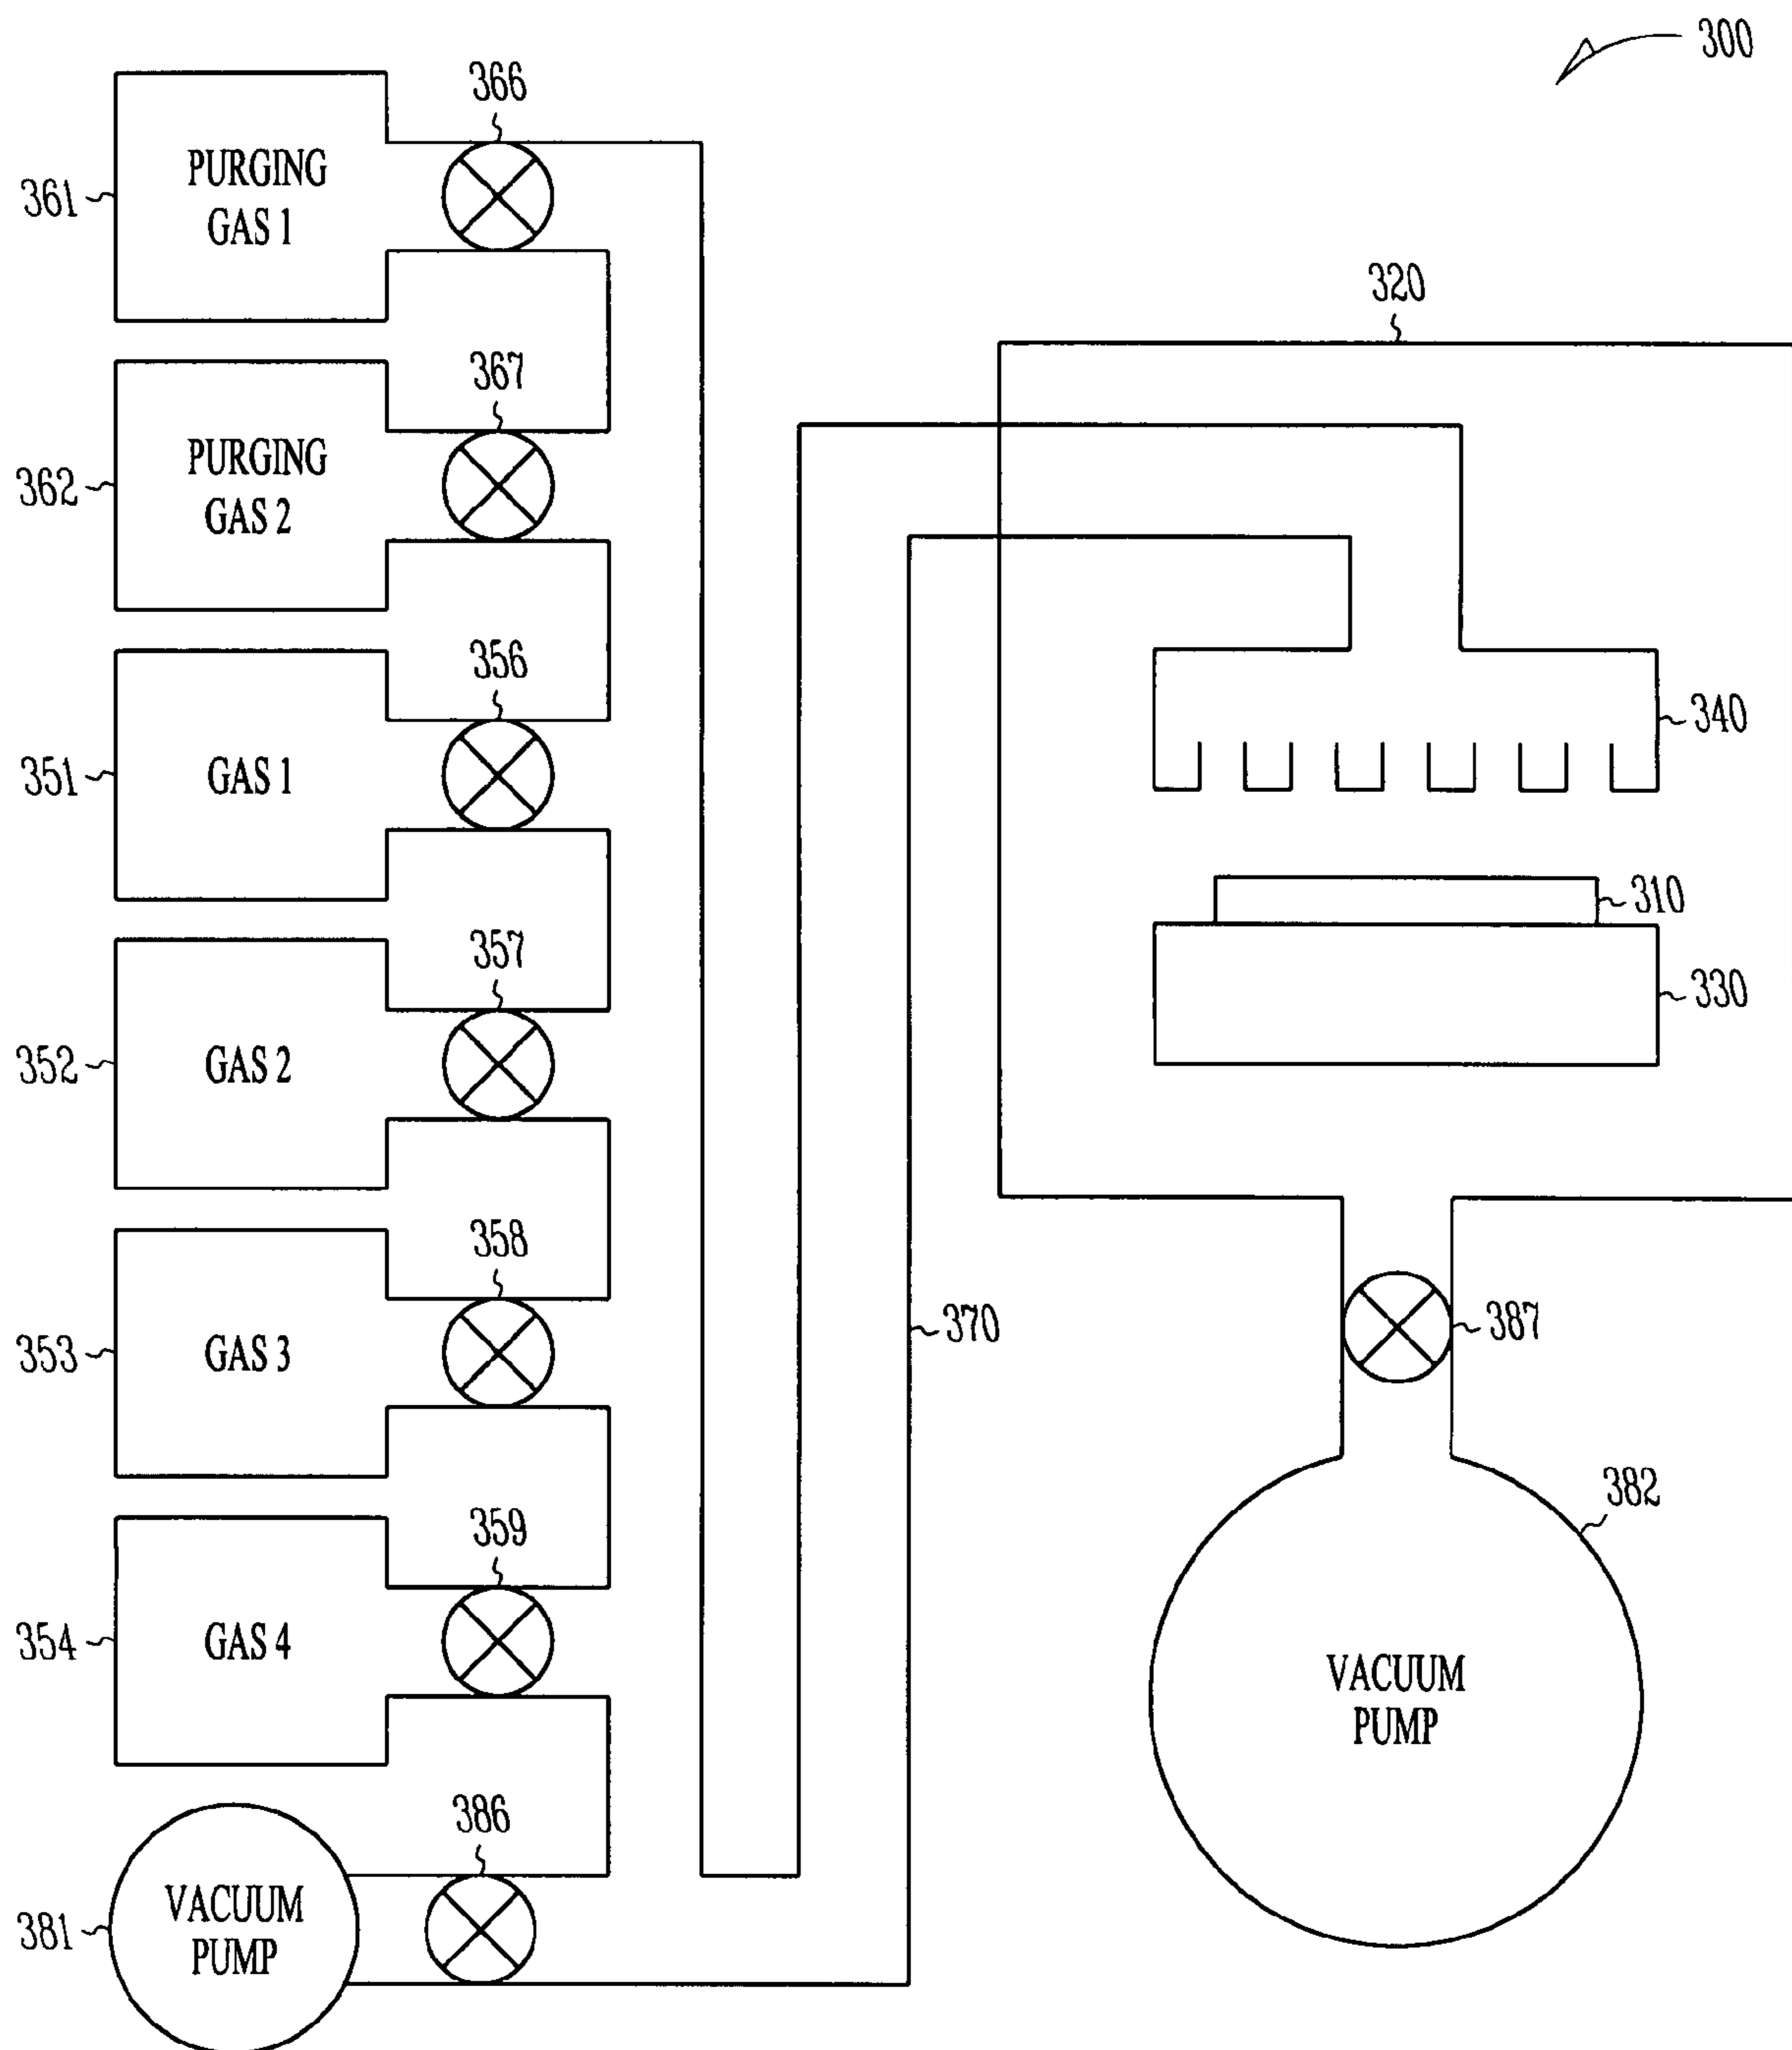 300
366
PURGING
GAS 1
361
320
367
PURGING
GAS 2
362
356
340
GAS 1
351
310
357
330
GAS 2
352
358
387
370
GAS 3
353
382
359
GAS 4
354
VACUUM
PUMP
386
VACUUM
PUMP
381